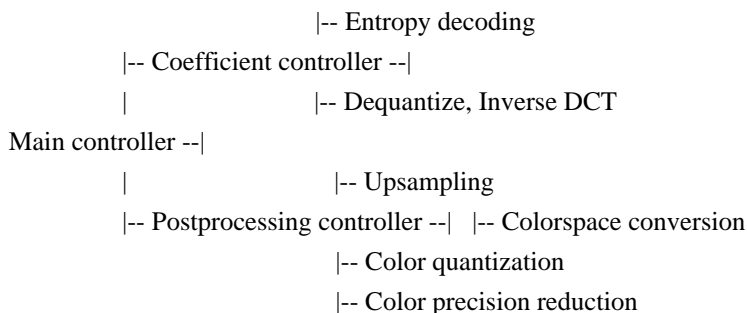 |-- Entropy decoding
|-- Coefficient controller --|
| |-- Dequantize, Inverse DCT
Main controller --|
| |-- Upsampling
|-- Postprocessing controller --| |-- Colorspace conversion
|-- Color quantization
|-- Color precision reduction